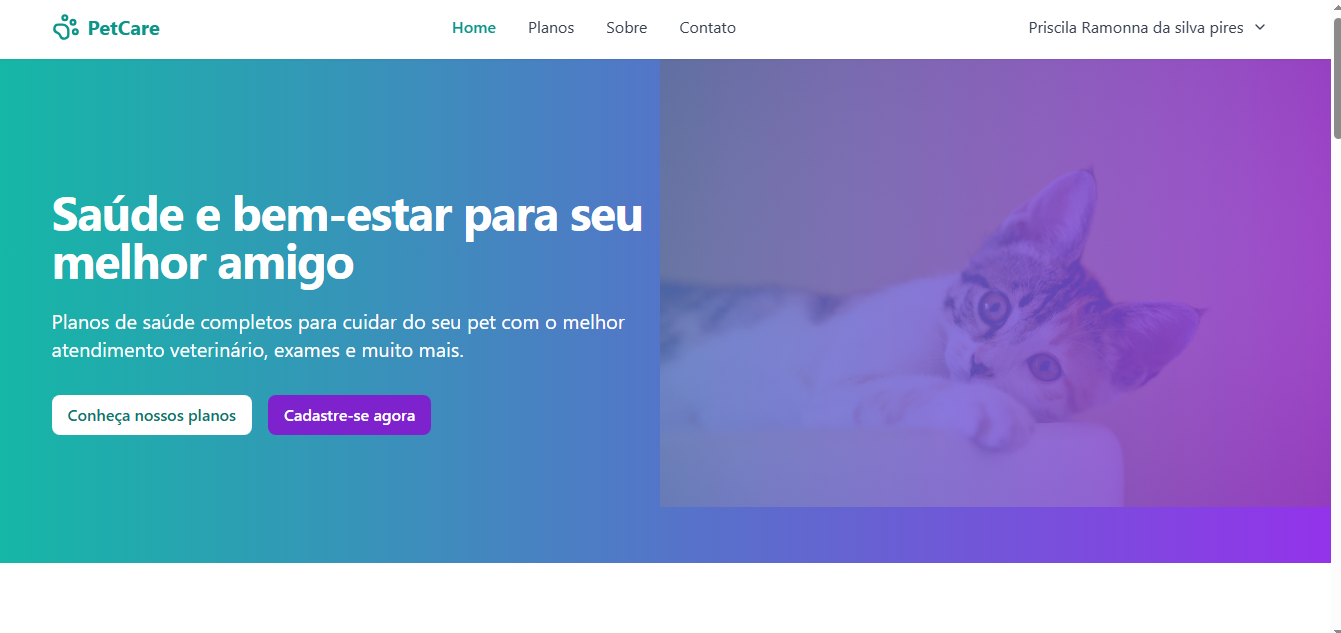 PetCare
Home
Planos
Sobre
Contato
Priscila Ramonna da silva pires
Saúde e bem-estar para seu
melhor amigo
Planos de saúde completos para cuidar do seu pet com o melhor
atendimento veterinário, exames e muito mais.
Conheça nossos planos
Cadastre-se agora